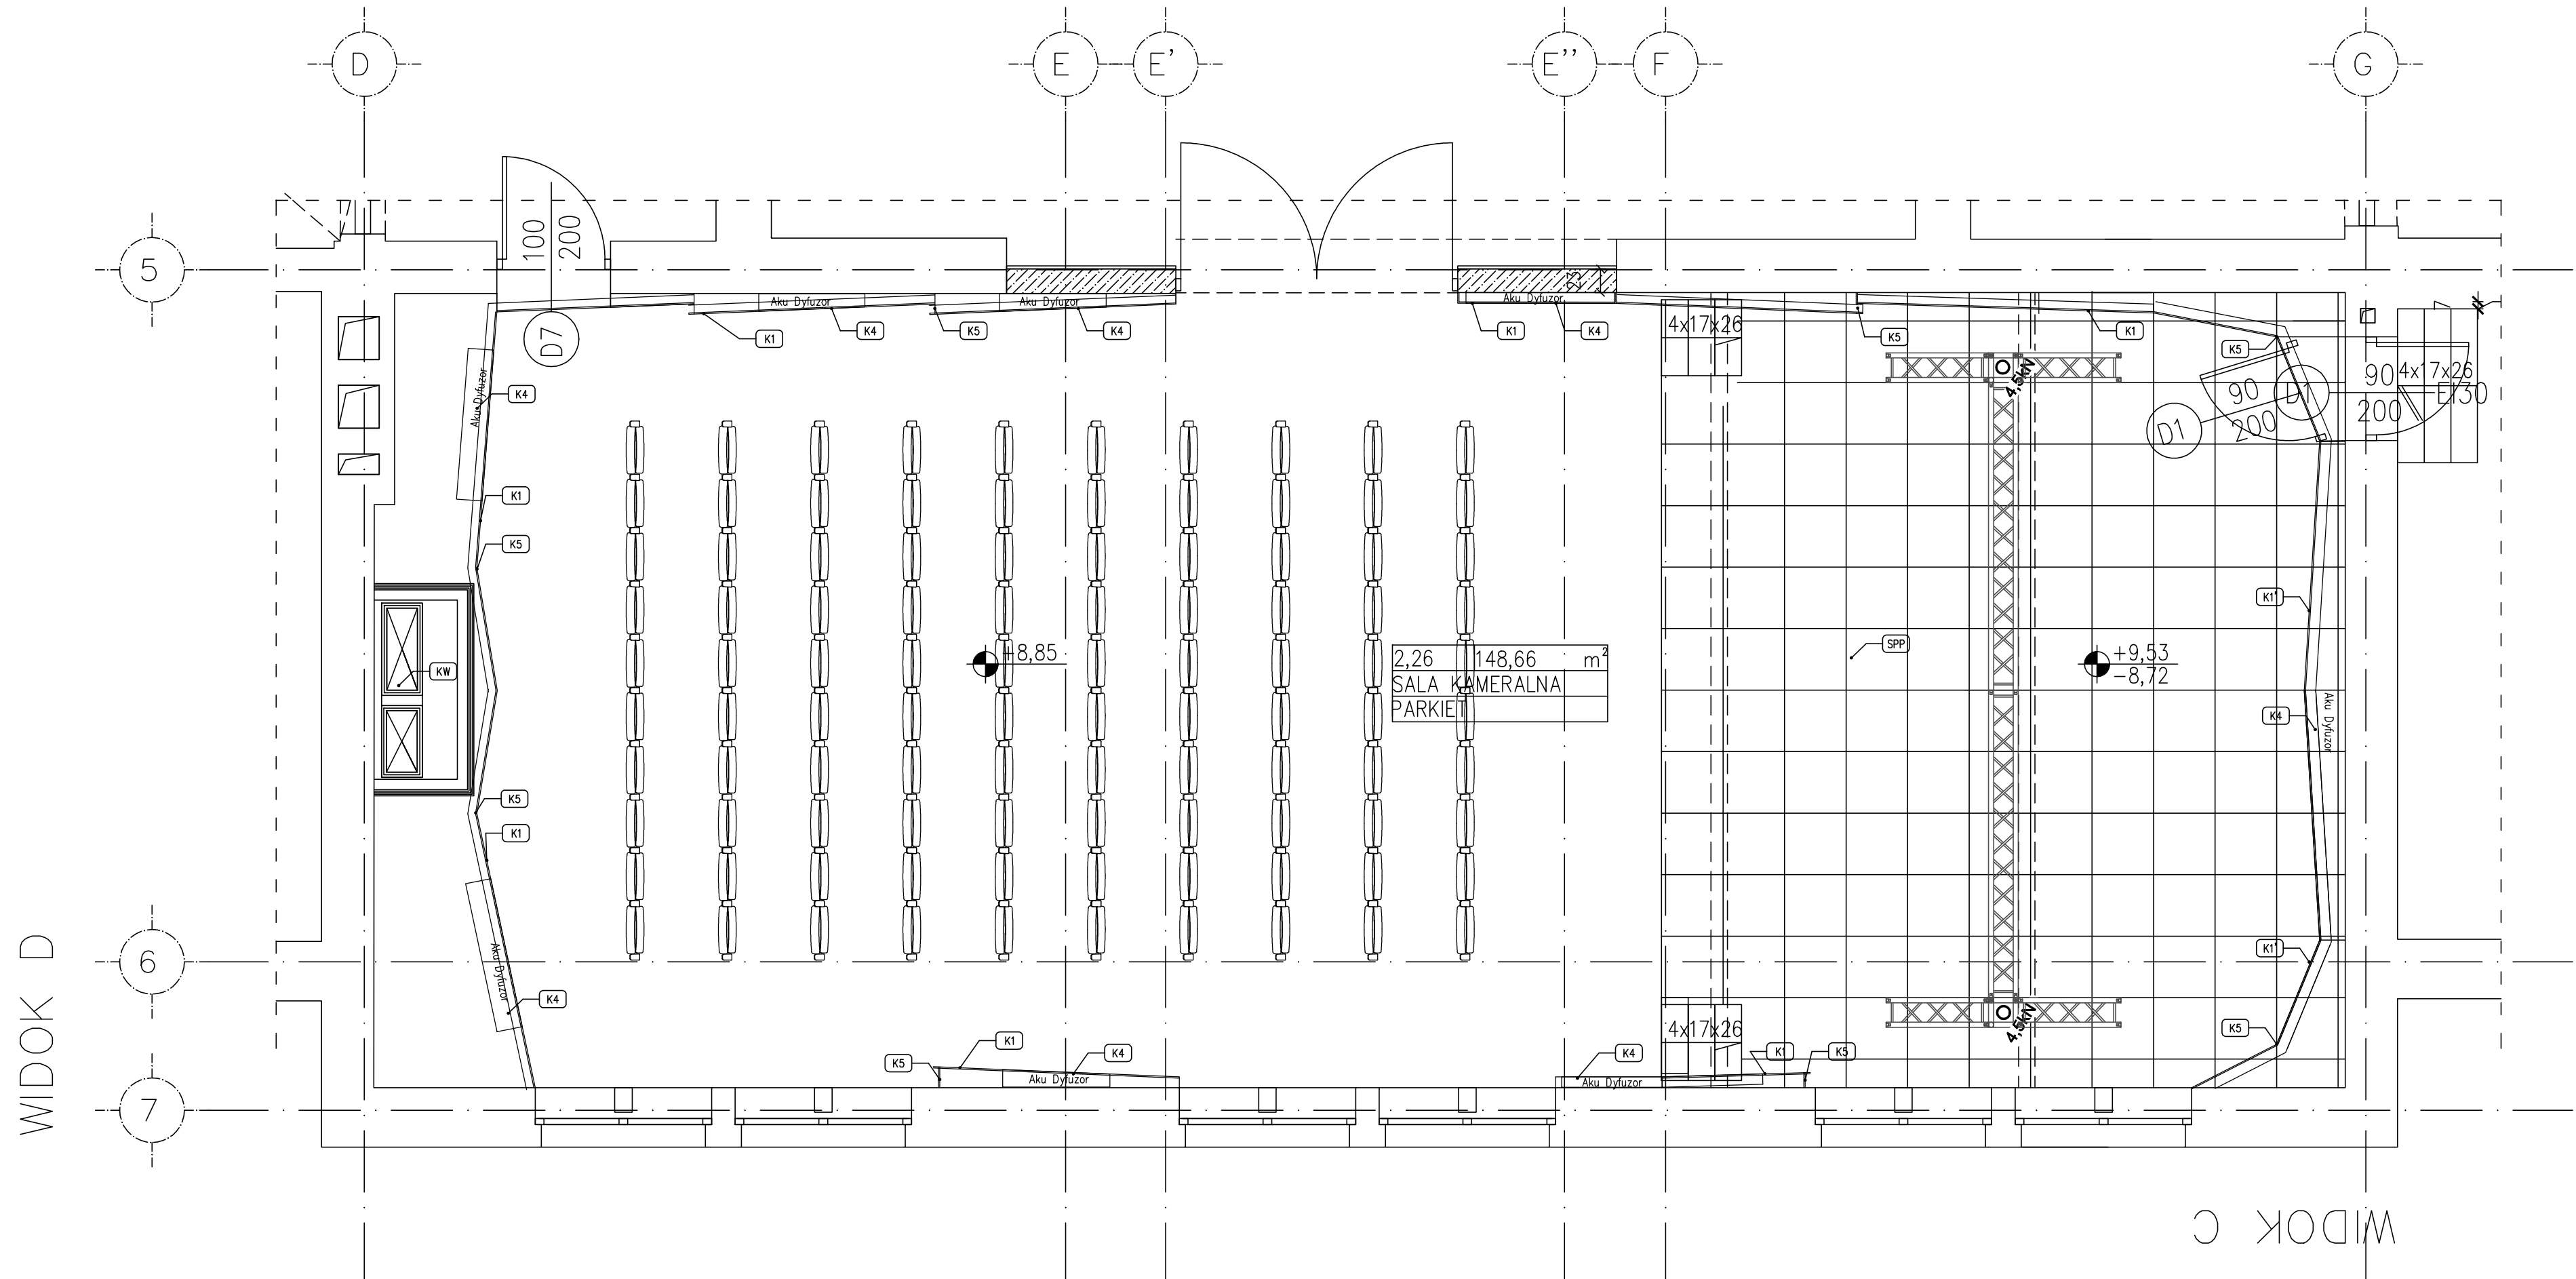 D
E
E'
E''
F
G
5
100
200
D7
Aku Dyfuzor
Aku Dyfuzor
Aku Dyfuzor
23
K1
K4
K5
K4
K1
K4
4x17x26
K5
K1
K5
4,5kN
90
200
D1
D1
90
200
4x17x26
EI30
Aku Dyfuzor
K4
K1
K5
K1'
KW
+8,85
2,26 148,66 m²
SALA KAMERALNA
PARKIET
SPP
+9,53
-8,72
K4
Aku Dyfuzor
K5
K1
Aku Dyfuzor
K4
K1'
6
WIDOK D
K5
K1
K4
Aku Dyfuzor
K4
Aku Dyfuzor
4x17x26
K1
K5
4,5kN
K5
7
WIDOK C